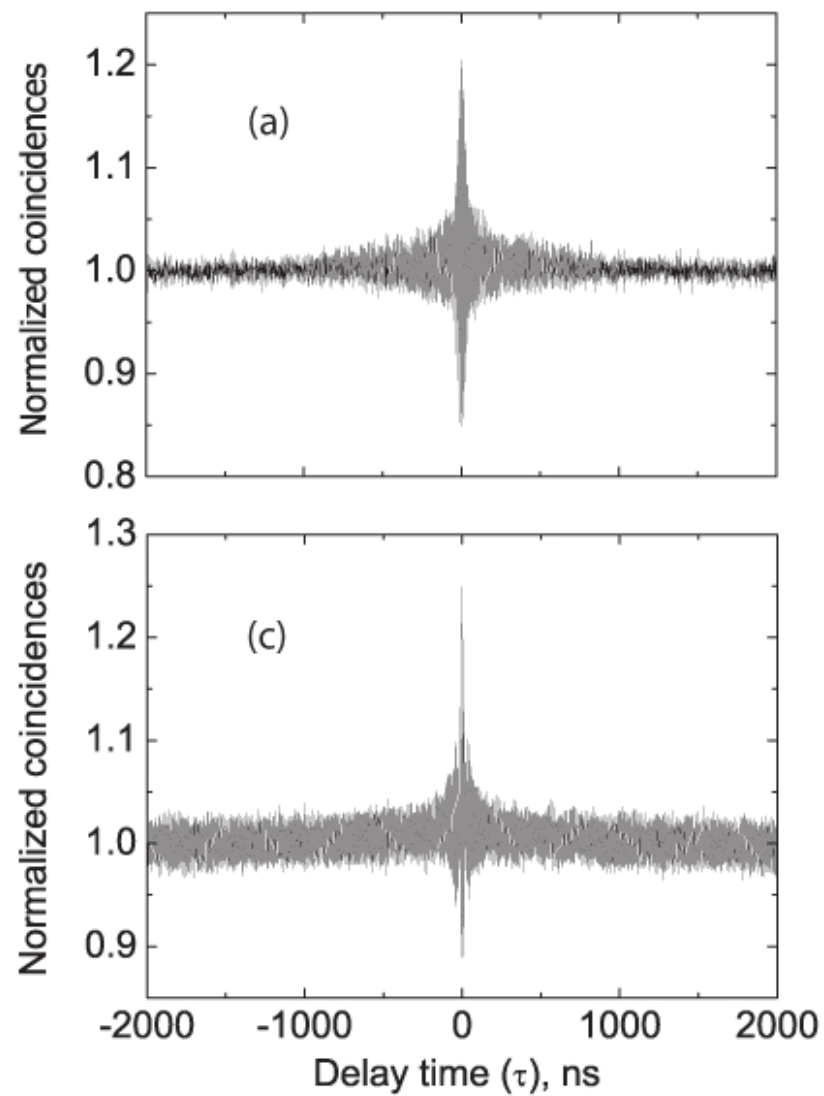 Normalized coincidences
(a)
1.2
1.1
1.0
0.9
0.8
Normalized coincidences
(c)
1.3
1.2
1.1
1.0
0.9
-2000 -1000 0 1000 2000
Delay time (τ), ns